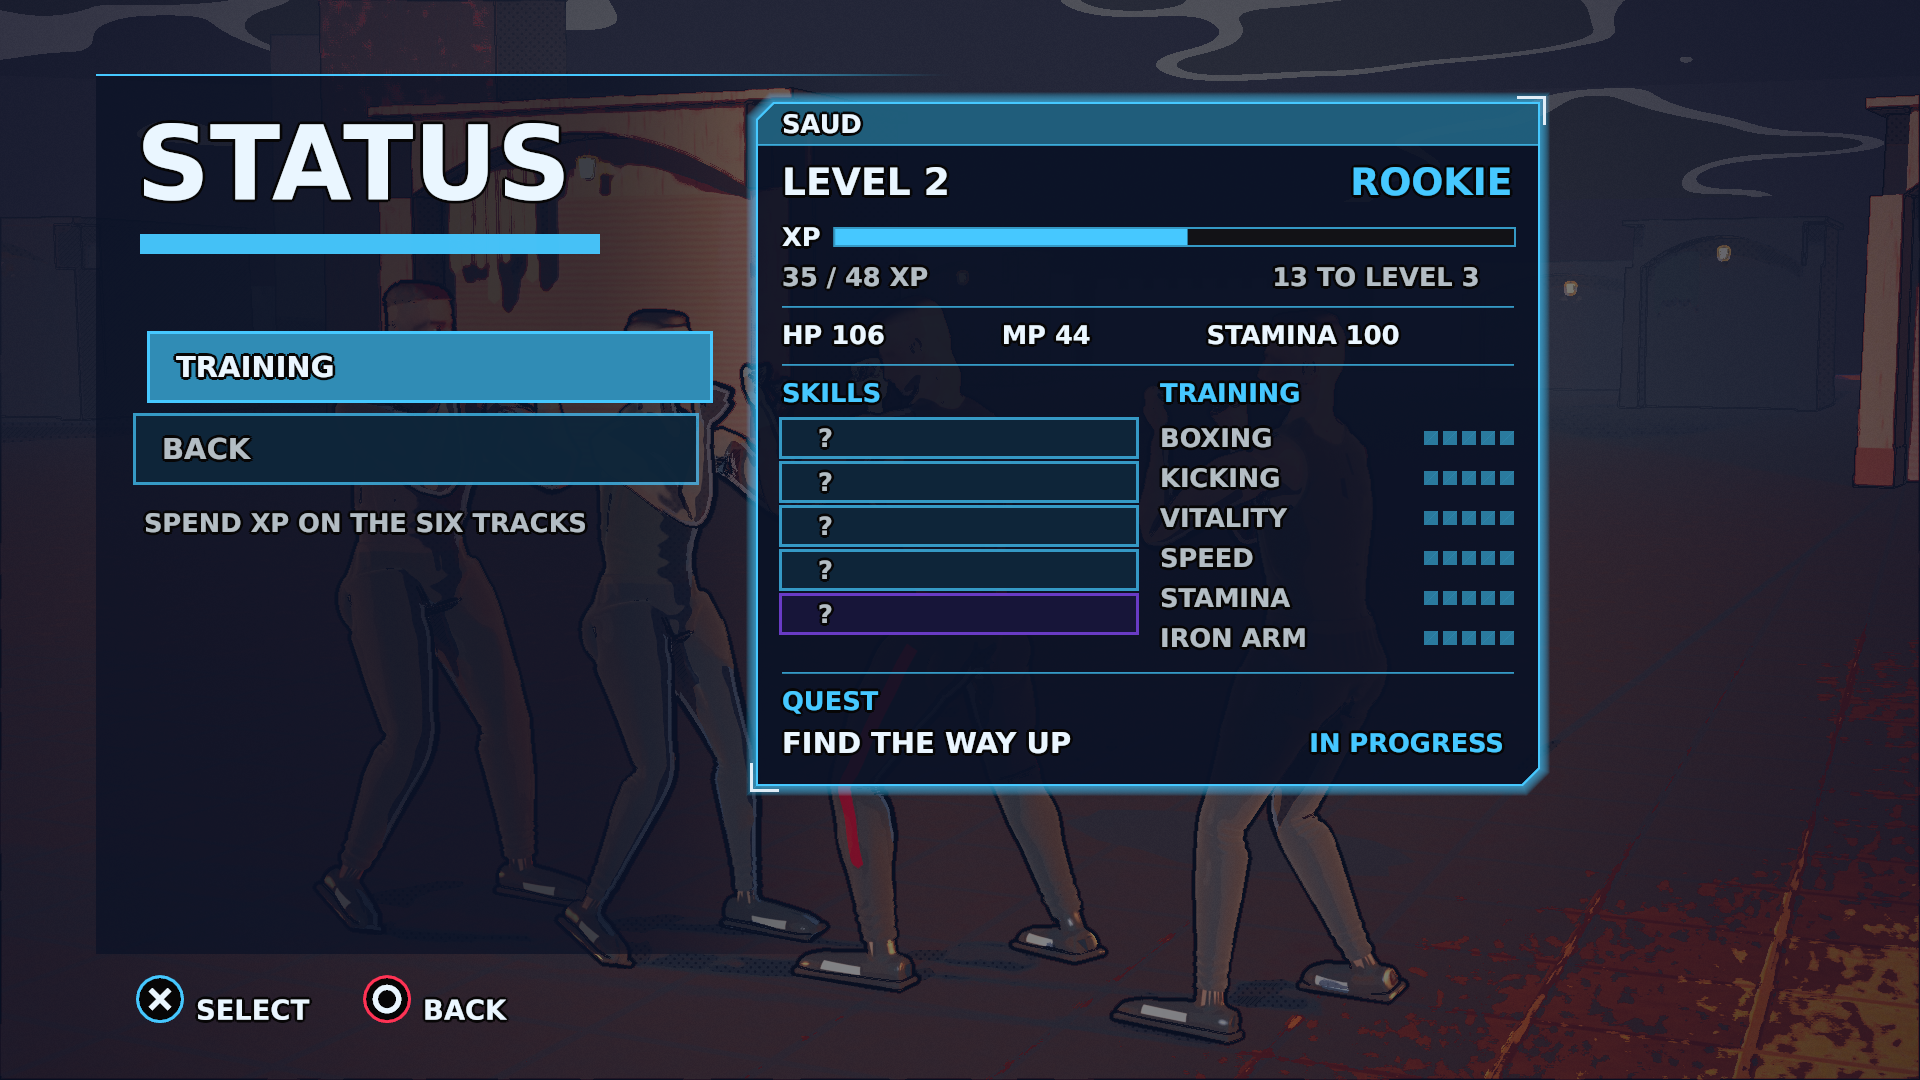 STATUS
TRAINING
BACK
SPEND XP ON THE SIX TRACKS
SAUD
LEVEL 2 ROOKIE
XP
35 / 48 XP 13 TO LEVEL 3
HP 106 MP 44 STAMINA 100
SKILLS
?
?
?
?
?
TRAINING
BOXING
KICKING
VITALITY
SPEED
STAMINA
IRON ARM
QUEST
FIND THE WAY UP IN PROGRESS
SELECT BACK